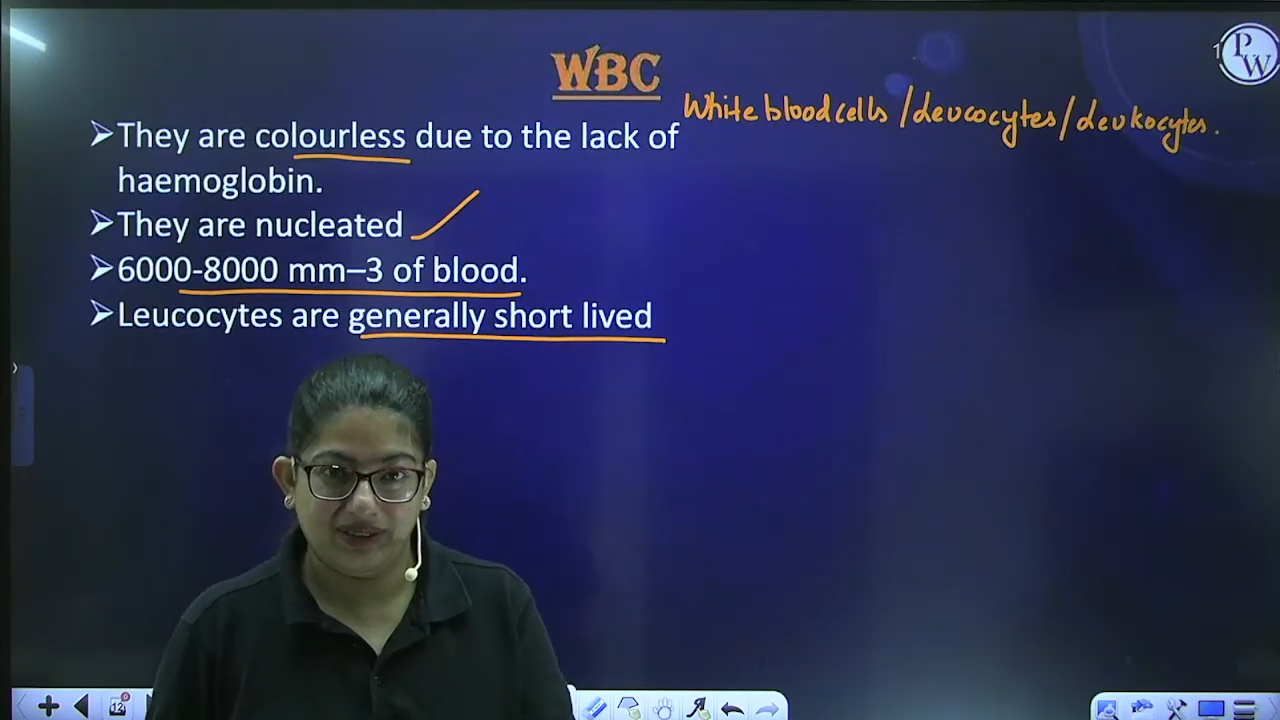 WBC
White blood cells / Leucocytes / Leukocytes.
➢They are colourless due to the lack of
haemoglobin.
➢They are nucleated
➢6000-8000 mm–3 of blood.
➢Leucocytes are generally short lived
PW
12